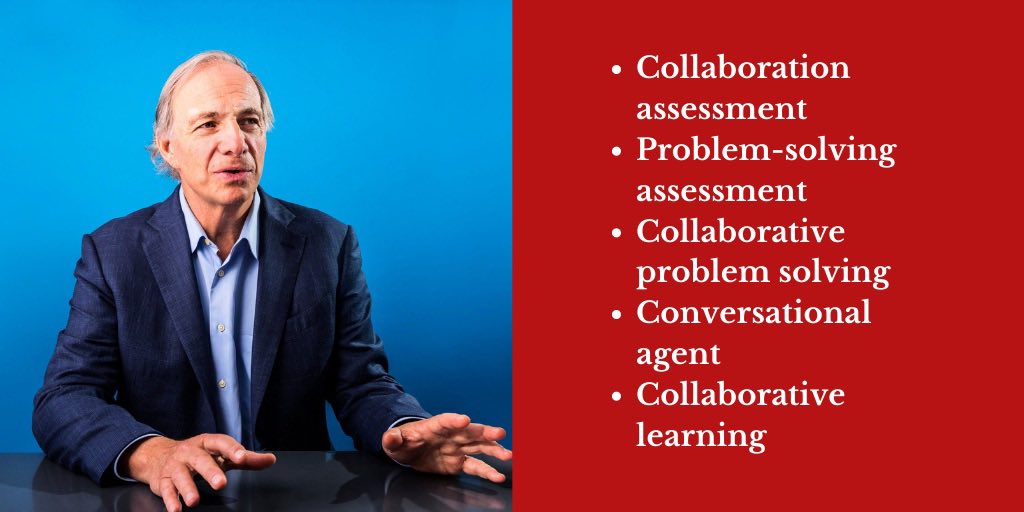 Collaboration
assessment
Problem-solving
assessment
Collaborative
problem solving
Conversational
agent
Collaborative
learning